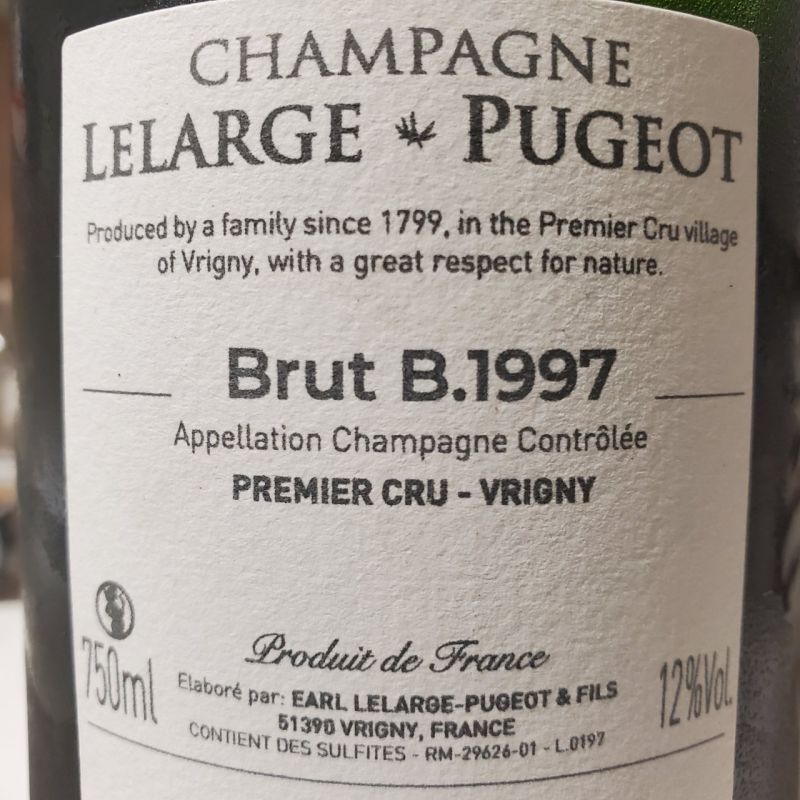 CHAMPAGNE
LELARGE PUGEOT
Produced by a family since 1799, in the Premier Cru village
of Vrigny, with a great respect for nature.
Brut B.1997
Appellation Champagne Contrôlée
PREMIER CRU - VRIGNY
Produit de France
750ml
12%Vol.
Elaboré par: EARL LELARGE-PUGEOT & FILS
51390 VRIGNY, FRANCE
CONTIENT DES SULFITES - RM-29626-01 - L.0197